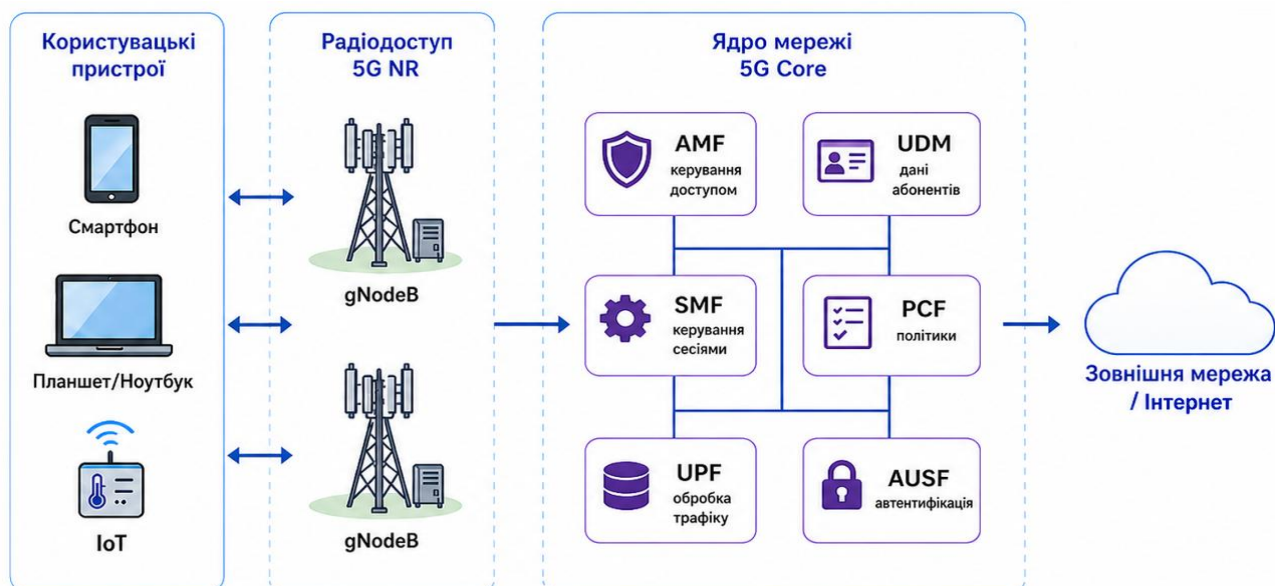 Користувацькі
пристрої
Смартфон
Планшет/Ноутбук
IoT
Радіодоступ
5G NR
gNodeB
gNodeB
Ядро мережі
5G Core
AMF
керування
доступом
UDM
дані
абонентів
SMF
керування
сесіями
PCF
політики
UPF
обробка
трафіку
AUSF
автентифікація
Зовнішня мережа
/ Інтернет